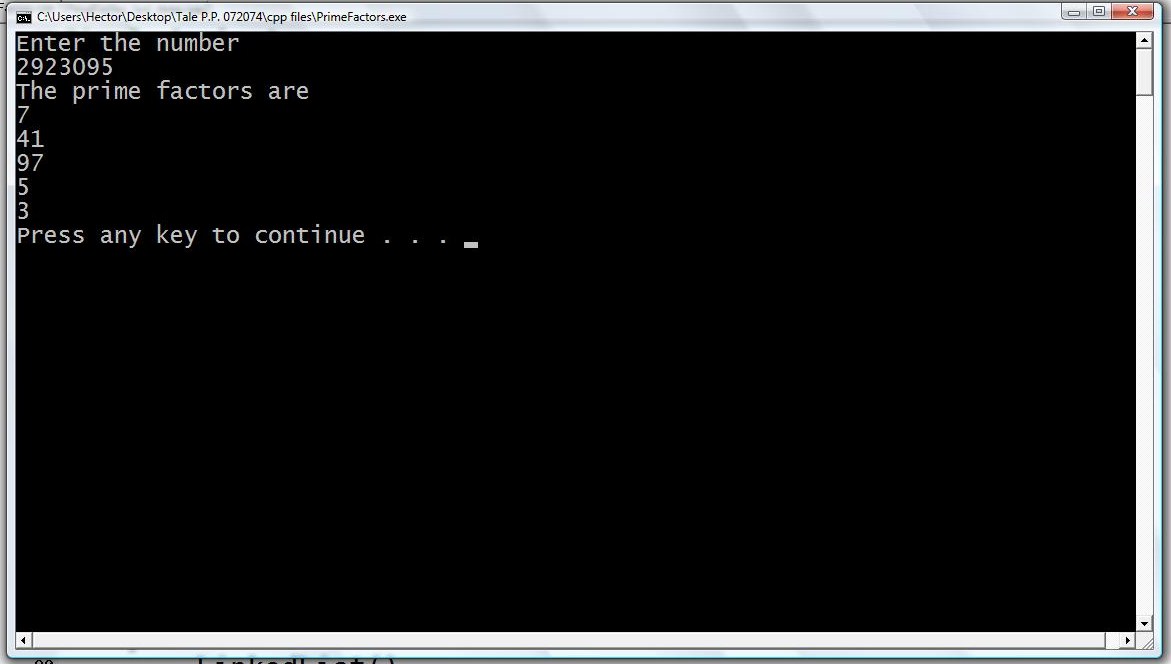 C:\Users\Hector\Desktop\Tale P.P. 072074\cpp files\PrimeFactors.exe
Enter the number
2923095
The prime factors are
7
41
97
5
3
Press any key to continue . . .